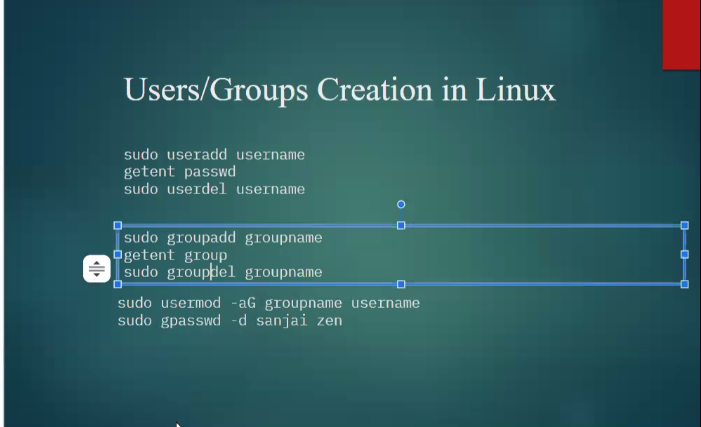 Users/Groups Creation in Linux
sudo useradd username
getent passwd
sudo userdel username
sudo groupadd groupname
getent group
sudo groupdel groupname
sudo usermod -aG groupname username
sudo gpasswd -d sanjai zen